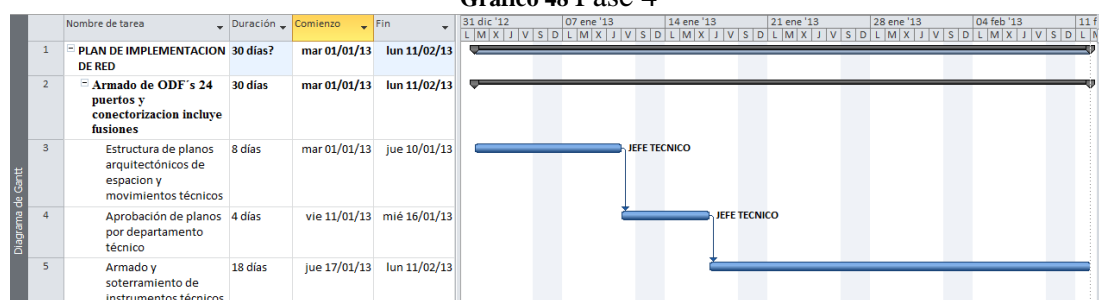 Gráfico 48 Fase 4
Nombre de tarea Duración Comienzo Fin 31 dic '12 07 ene '13 14 ene '13 21 ene '13 28 ene '13 04 feb '13 11 f
L M X J V S D L M X J V S D L M X J V S D L M X J V S D L M X J V S D L M X J V S D L M
1 PLAN DE IMPLEMENTACION 30 días? mar 01/01/13 lun 11/02/13
DE RED
2 Armado de ODF´s 24 30 días mar 01/01/13 lun 11/02/13
puertos y
conectorizacion incluye
fusiones
3 Estructura de planos 8 días mar 01/01/13 jue 10/01/13 JEFE TECNICO
arquitectónicos de
espacion y
movimientos técnicos
4 Aprobación de planos 4 días vie 11/01/13 mié 16/01/13 JEFE TECNICO
por departamento
técnico
5 Armado y 18 días jue 17/01/13 lun 11/02/13
soterramiento de
instrumentos técnicos
Diagrama de Gantt